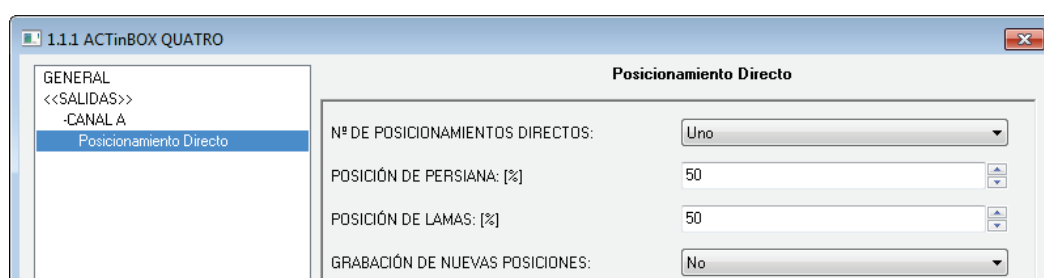 1.1.1 ACTinBOX QUATRO
GENERAL
<<SALIDAS>>
-CANAL A
Posicionamiento Directo
Posicionamiento Directo
Nº DE POSICIONAMIENTOS DIRECTOS: Uno
POSICIÓN DE PERSIANA: [%] 50
POSICIÓN DE LAMAS: [%] 50
GRABACIÓN DE NUEVAS POSICIONES: No